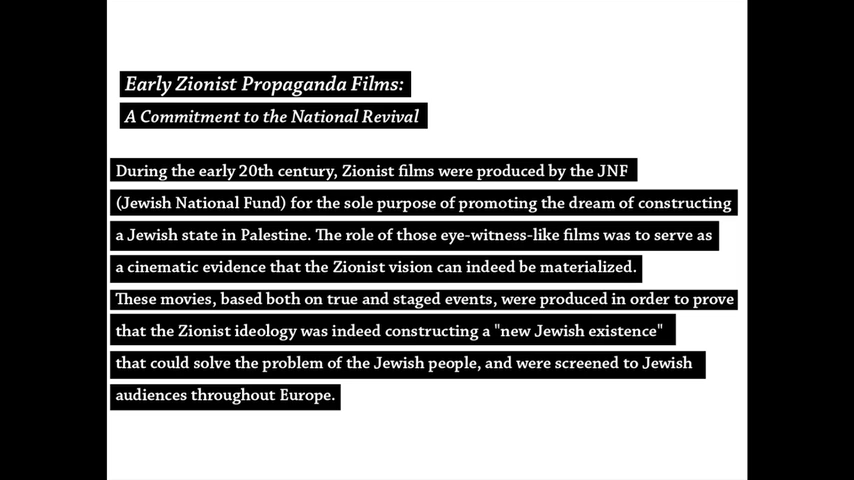 Early Zionist Propaganda Films:
A Commitment to the National Revival
During the early 20th century, Zionist films were produced by the JNF
(Jewish National Fund) for the sole purpose of promoting the dream of constructing
a Jewish state in Palestine. The role of those eye-witness-like films was to serve as
a cinematic evidence that the Zionist vision can indeed be materialized.
These movies, based both on true and staged events, were produced in order to prove
that the Zionist ideology was indeed constructing a "new Jewish existence"
that could solve the problem of the Jewish people, and were screened to Jewish
audiences throughout Europe.